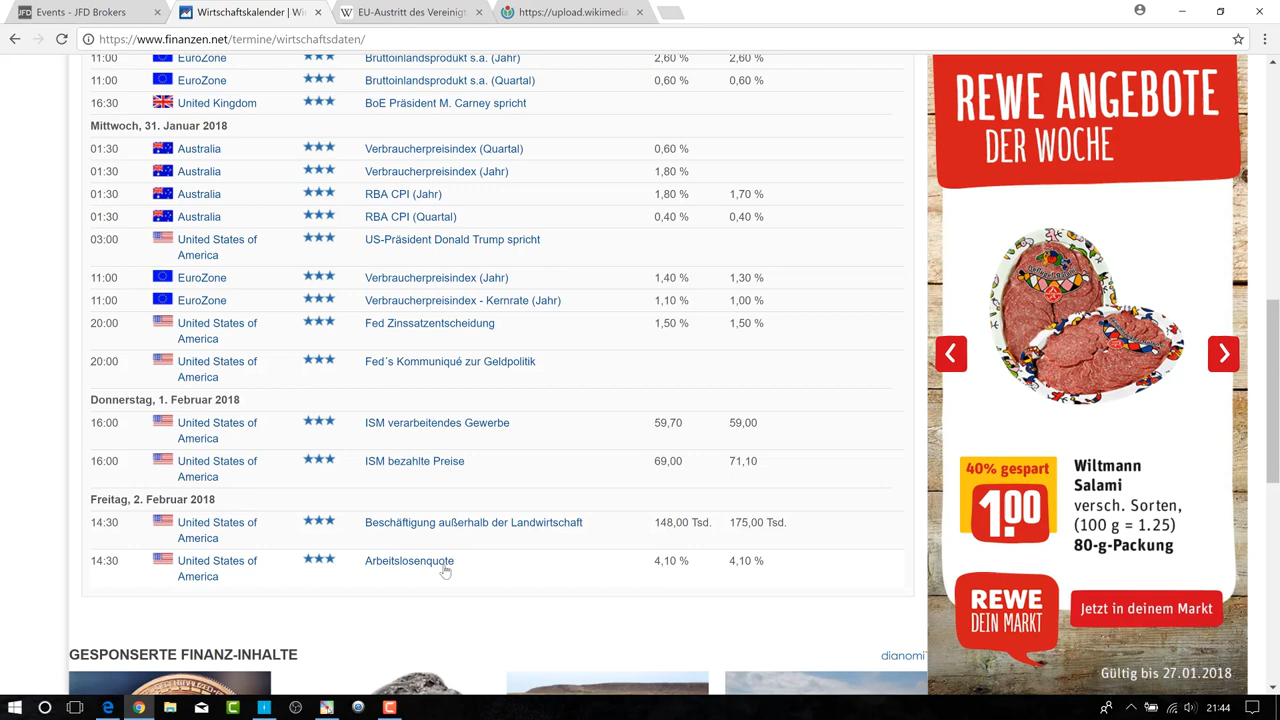 Events - JFD Brokers
Wirtschaftskalender | Wi
EU-Austritt des Vereinigt
https://upload.wikimedia
https://www.finanzen.net/termine/wirtschaftsdaten/
11:00 EuroZone Bruttoinlandsprodukt s.a. (Jahr) 2,60 % 2,60 %
11:00 EuroZone Bruttoinlandsprodukt s.a. (Quartal) 0,60 % 0,60 %
16:30 United Kingdom BoE Präsident M. Carney spricht
Mittwoch, 31. Januar 2018
01:30 Australia Verbraucherpreisindex (Quartal) 0,60 %
01:30 Australia Verbraucherpreisindex (Jahr) 1,80 %
01:30 Australia RBA CPI (Jahr) 1,80 % 1,70 %
01:30 Australia RBA CPI (Quartal) 0,40 % 0,40 %
03:00 United States of America US-Präsident Donald Trump spricht
11:00 EuroZone Verbraucherpreisindex (Jahr) 1,40 % 1,30 %
11:00 EuroZone Verbraucherpreisindex - Kernrate (Jahr) 1,10 % 1,00 %
20:00 United States of America Fed Zinssatzentscheidung 1,50 % 1,50 %
20:00 United States of America Fed´s Kommuniqué zur Geldpolitik
Donnerstag, 1. Februar 2018
16:00 United States of America ISM verarbeitendes Gewerbe 59,70 59,00
16:00 United States of America ISM bezahlte Preise 69,00 71,10
Freitag, 2. Februar 2018
14:30 United States of America Beschäftigung außerhalb der Landwirtschaft 148,00 Tsd. 175,00 Tsd.
14:30 United States of America Arbeitslosenquote 4,10 % 4,10 %
GESPONSERTE FINANZ-INHALTE
dianomi
REWE ANGEBOTE
DER WOCHE
40% gespart
1.00
Wiltmann
Salami
versch. Sorten,
(100 g = 1.25)
80-g-Packung
REWE
DEIN MARKT
Jetzt in deinem Markt
Gültig bis 27.01.2018
21:44